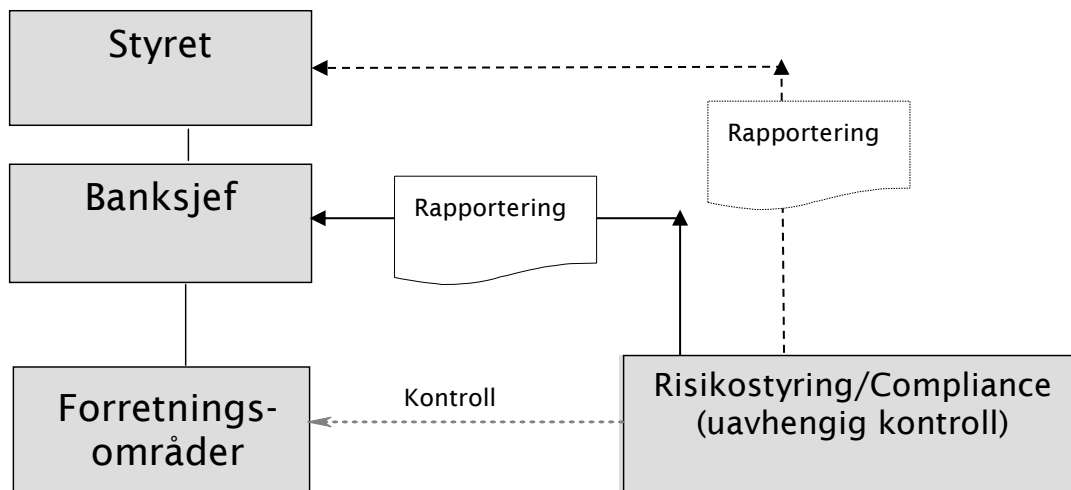 Styret
Rapportering
Banksjef
Rapportering
Forretnings-
områder
Kontroll
Risikostyring/Compliance
(uavhengig kontroll)